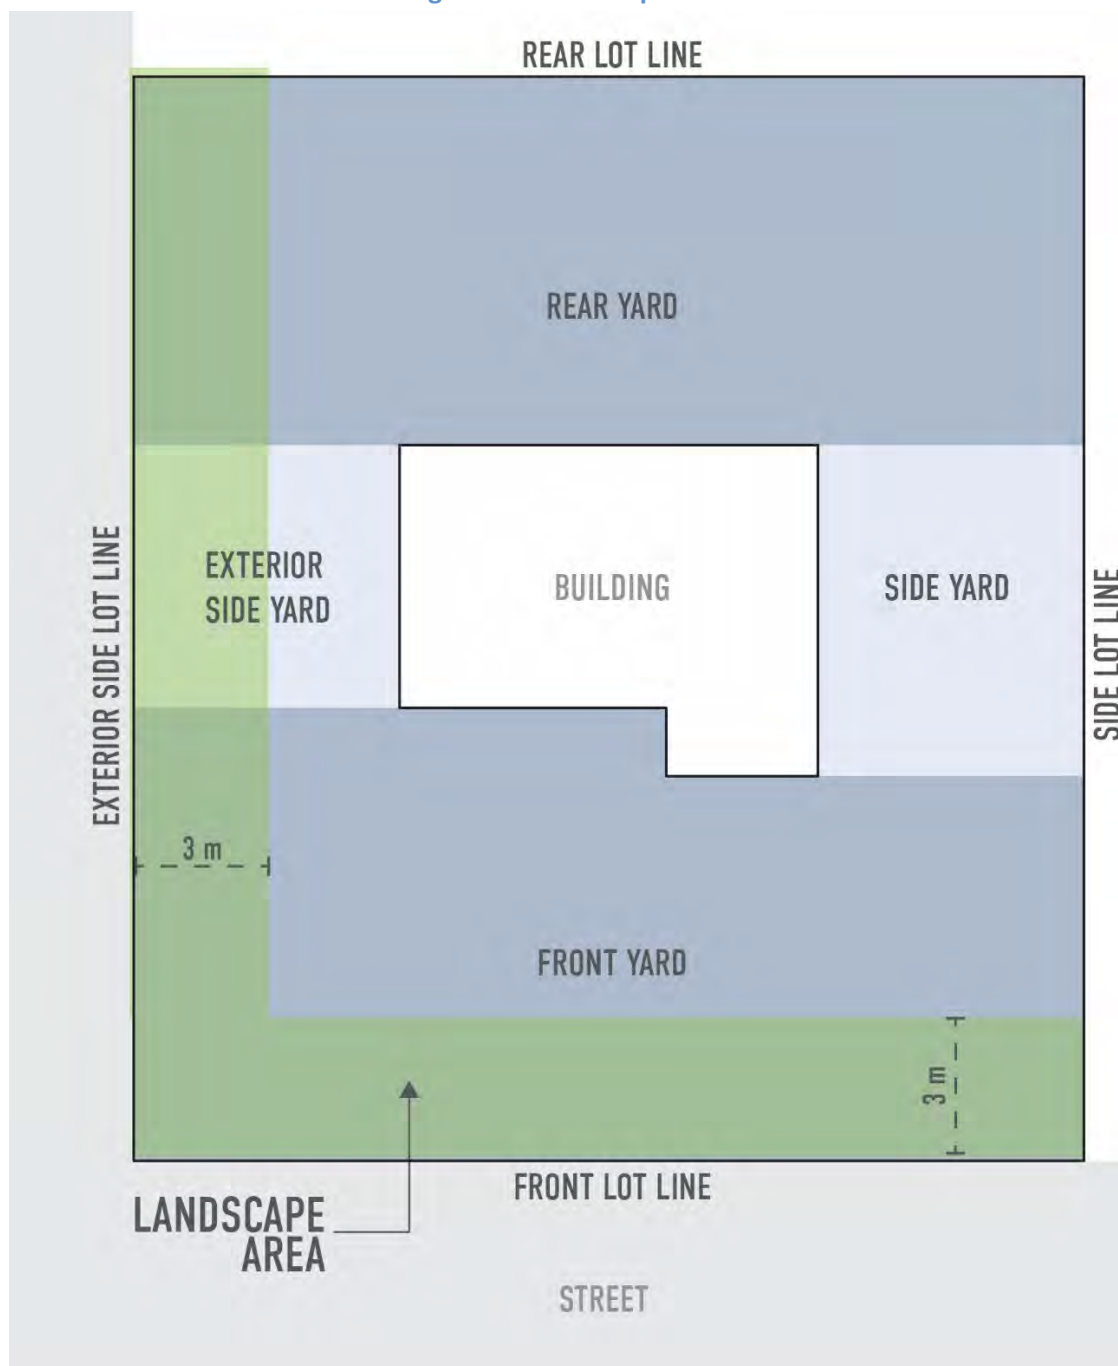 REAR LOT LINE
REAR YARD
EXTERIOR
SIDE YARD
BUILDING
SIDE YARD
EXTERIOR SIDE LOT LINE
SIDE LOT LINE
3 m
FRONT YARD
3 m
FRONT LOT LINE
LANDSCAPE
AREA
STREET